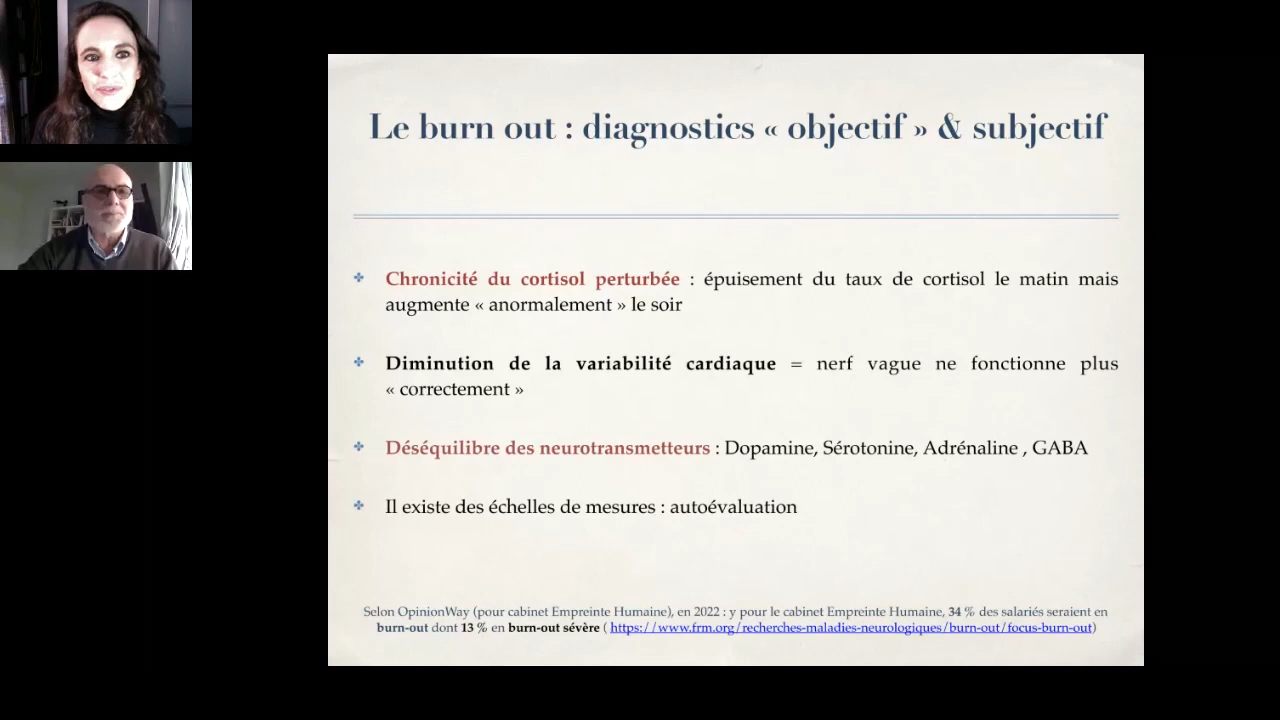 Le burn out : diagnostics « objectif » & subjectif
Chronicité du cortisol perturbée : épuisement du taux de cortisol le matin mais
augmente « anormalement » le soir
Diminution de la variabilité cardiaque = nerf vague ne fonctionne plus
« correctement »
Déséquilibre des neurotransmetteurs : Dopamine, Sérotonine, Adrénaline , GABA
Il existe des échelles de mesures : autoévaluation
Selon OpinionWay (pour cabinet Empreinte Humaine), en 2022 : y pour le cabinet Empreinte Humaine, 34 % des salariés seraient en
burn-out dont 13 % en burn-out sévère ( https://www.frm.org/recherches-maladies-neurologiques/burn-out/focus-burn-out)